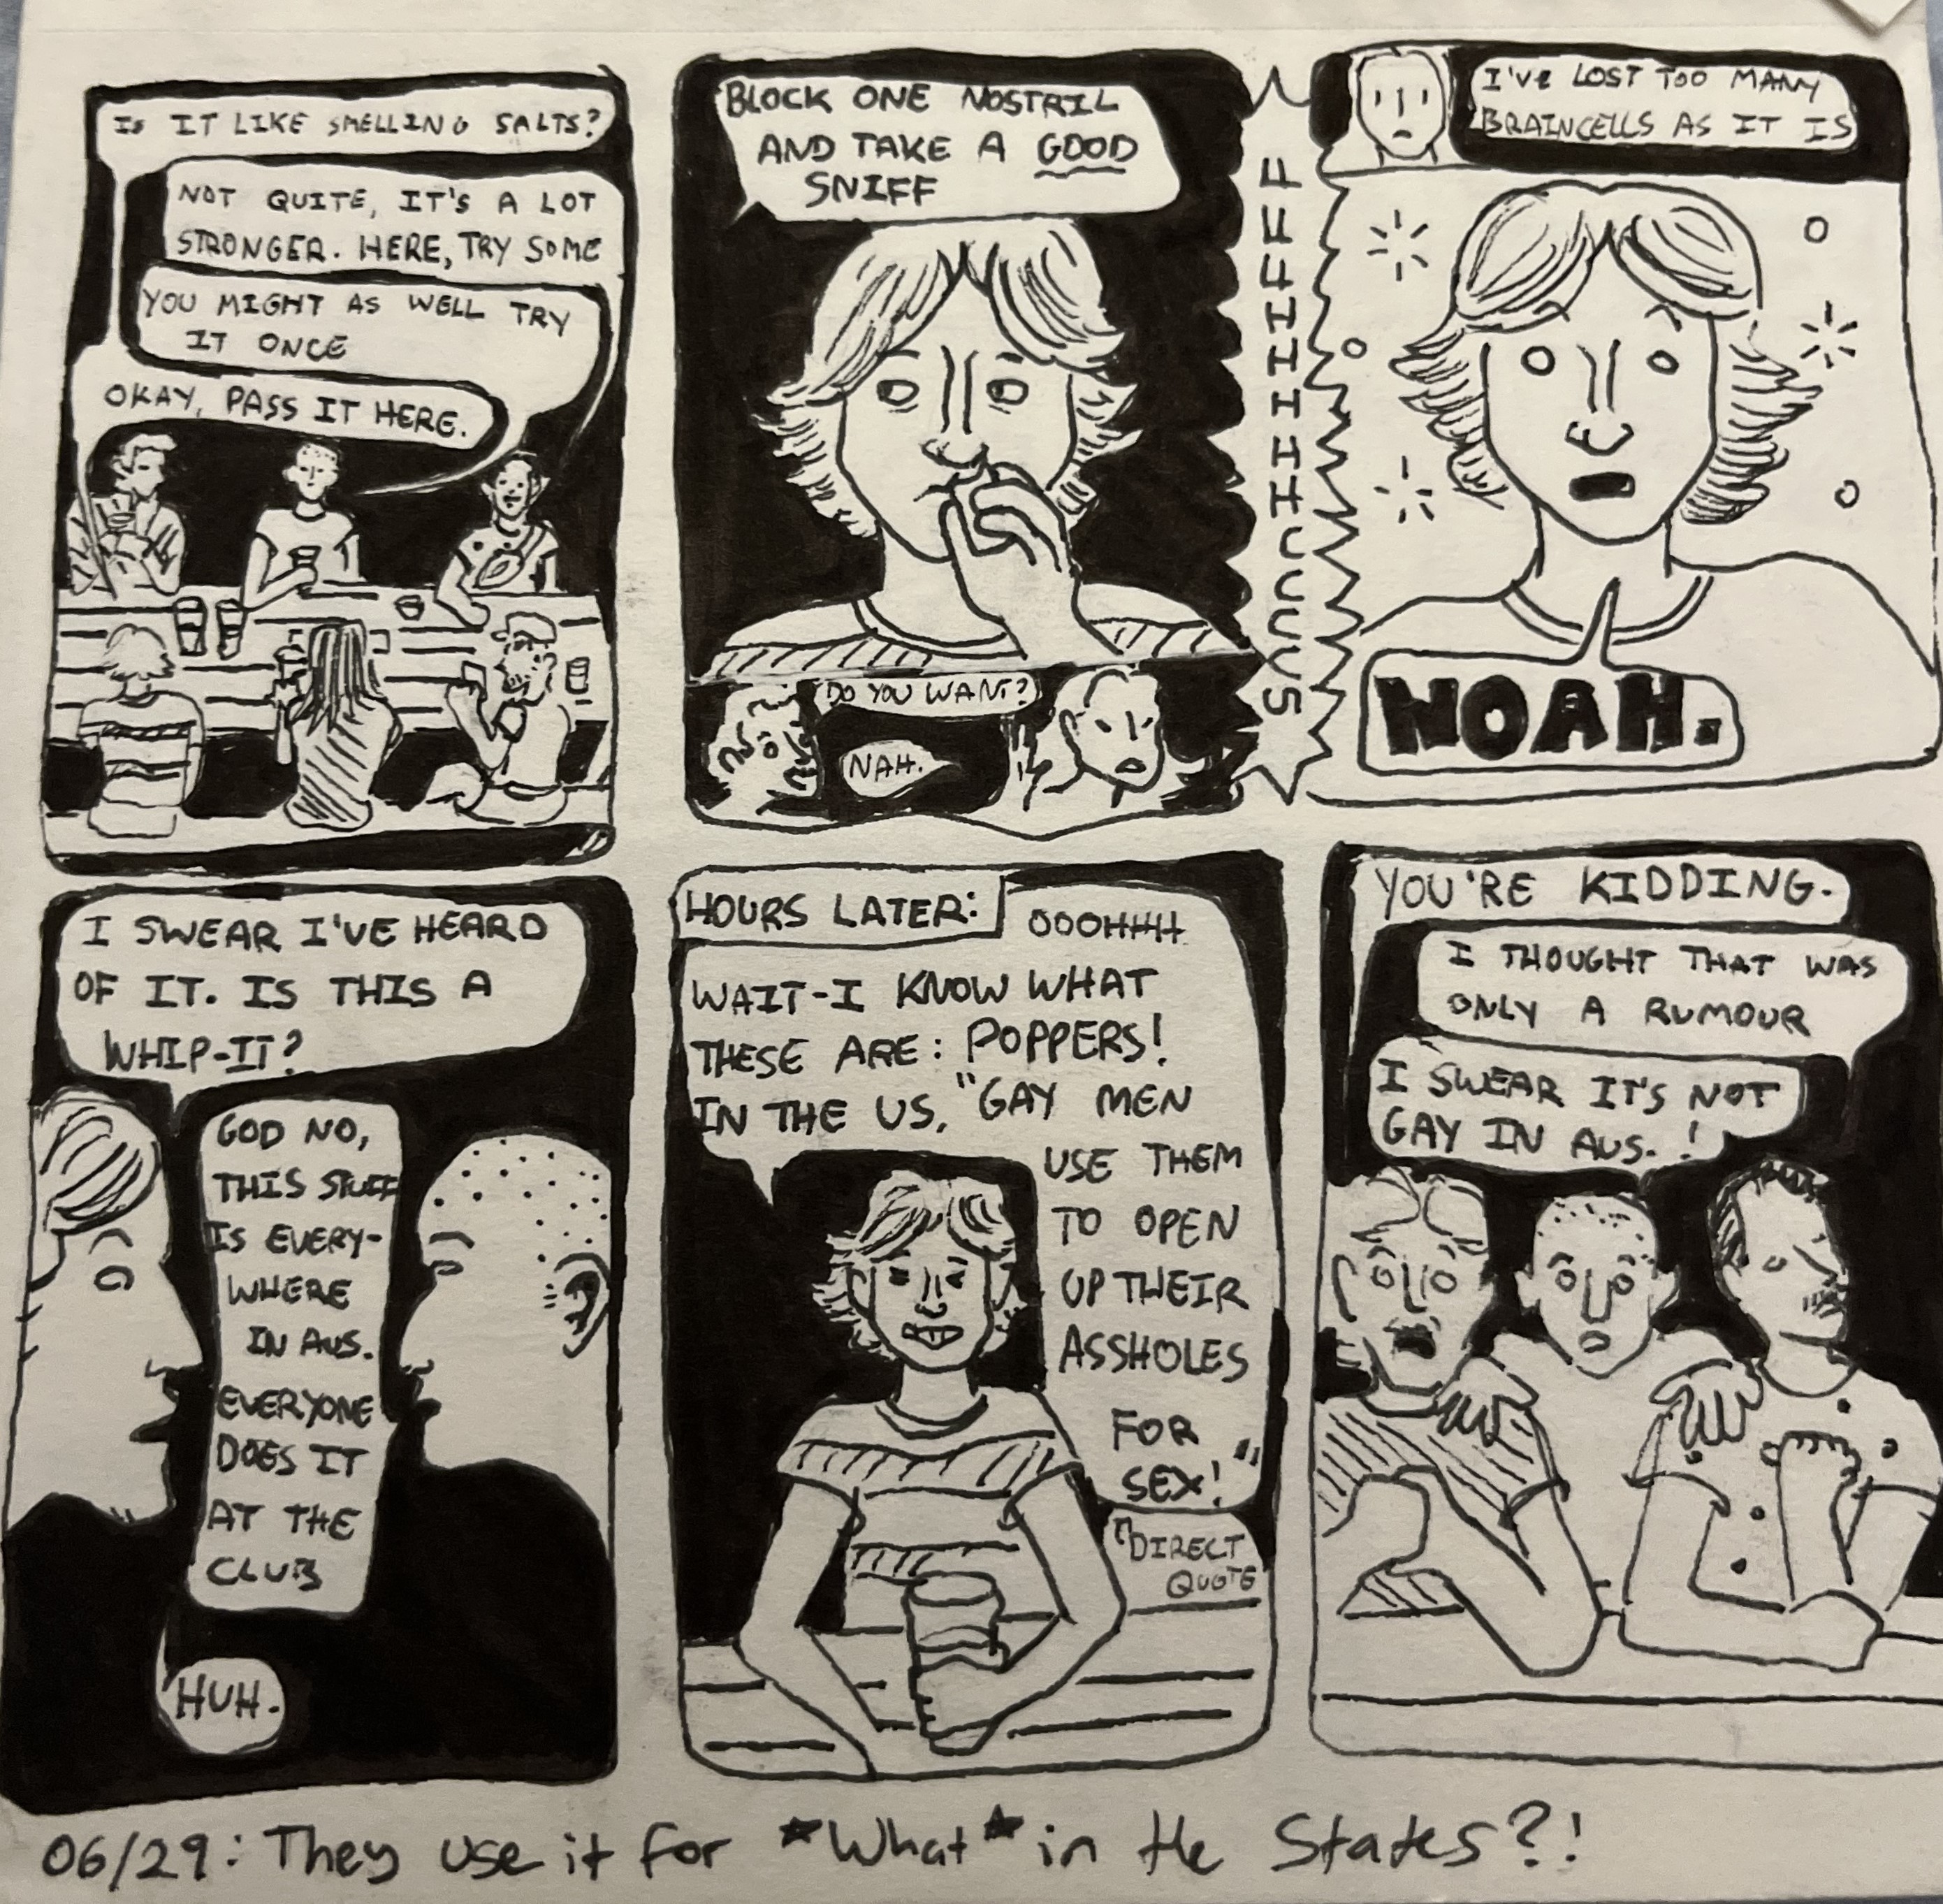 IS IT LIKE SMELLING SALTS?
NOT QUITE, IT'S A LOT
STRONGER. HERE, TRY SOME
YOU MIGHT AS WELL TRY
IT ONCE
OKAY, PASS IT HERE.
BLOCK ONE NOSTRIL
AND TAKE A GOOD
SNIFF
DO YOU WANT?
NAH.
FFFHHHHHCCCCS
I'VE LOST TOO MANY
BRAINCELLS AS IT IS
WOAH.
I SWEAR I'VE HEARD
OF IT. IS THIS A
WHIP-IT?
GOD NO,
THIS STUFF
IS EVERY-
WHERE
IN AUS.
EVERYONE
DOES IT
AT THE
CLUB
HUH.
HOURS LATER:
OOOHHH
WAIT-I KNOW WHAT
THESE ARE: POPPERS!
IN THE US, "GAY MEN
USE THEM
TO OPEN
UP THEIR
ASSHOLES
FOR
SEX!"
DIRECT
QUOTE
YOU'RE KIDDING.
I THOUGHT THAT WAS
ONLY A RUMOUR
I SWEAR IT'S NOT
GAY IN AUS. !
06/29: They use it for *What* in the States?!